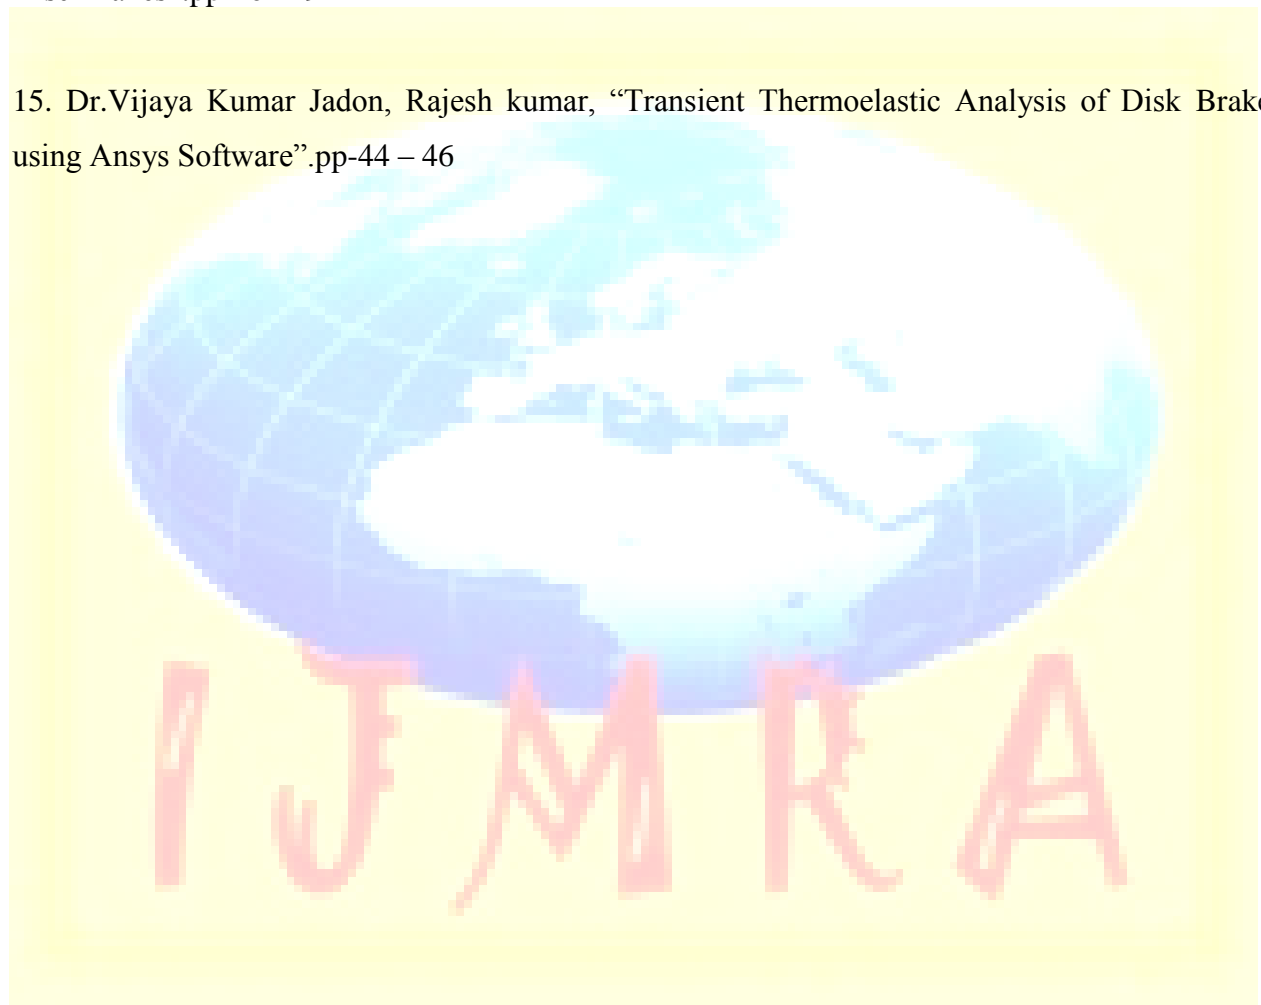 15. Dr.Vijaya Kumar Jadon, Rajesh kumar, “Transient Thermoelastic Analysis of Disk Brake
using Ansys Software”.pp-44 – 46
IJMRA